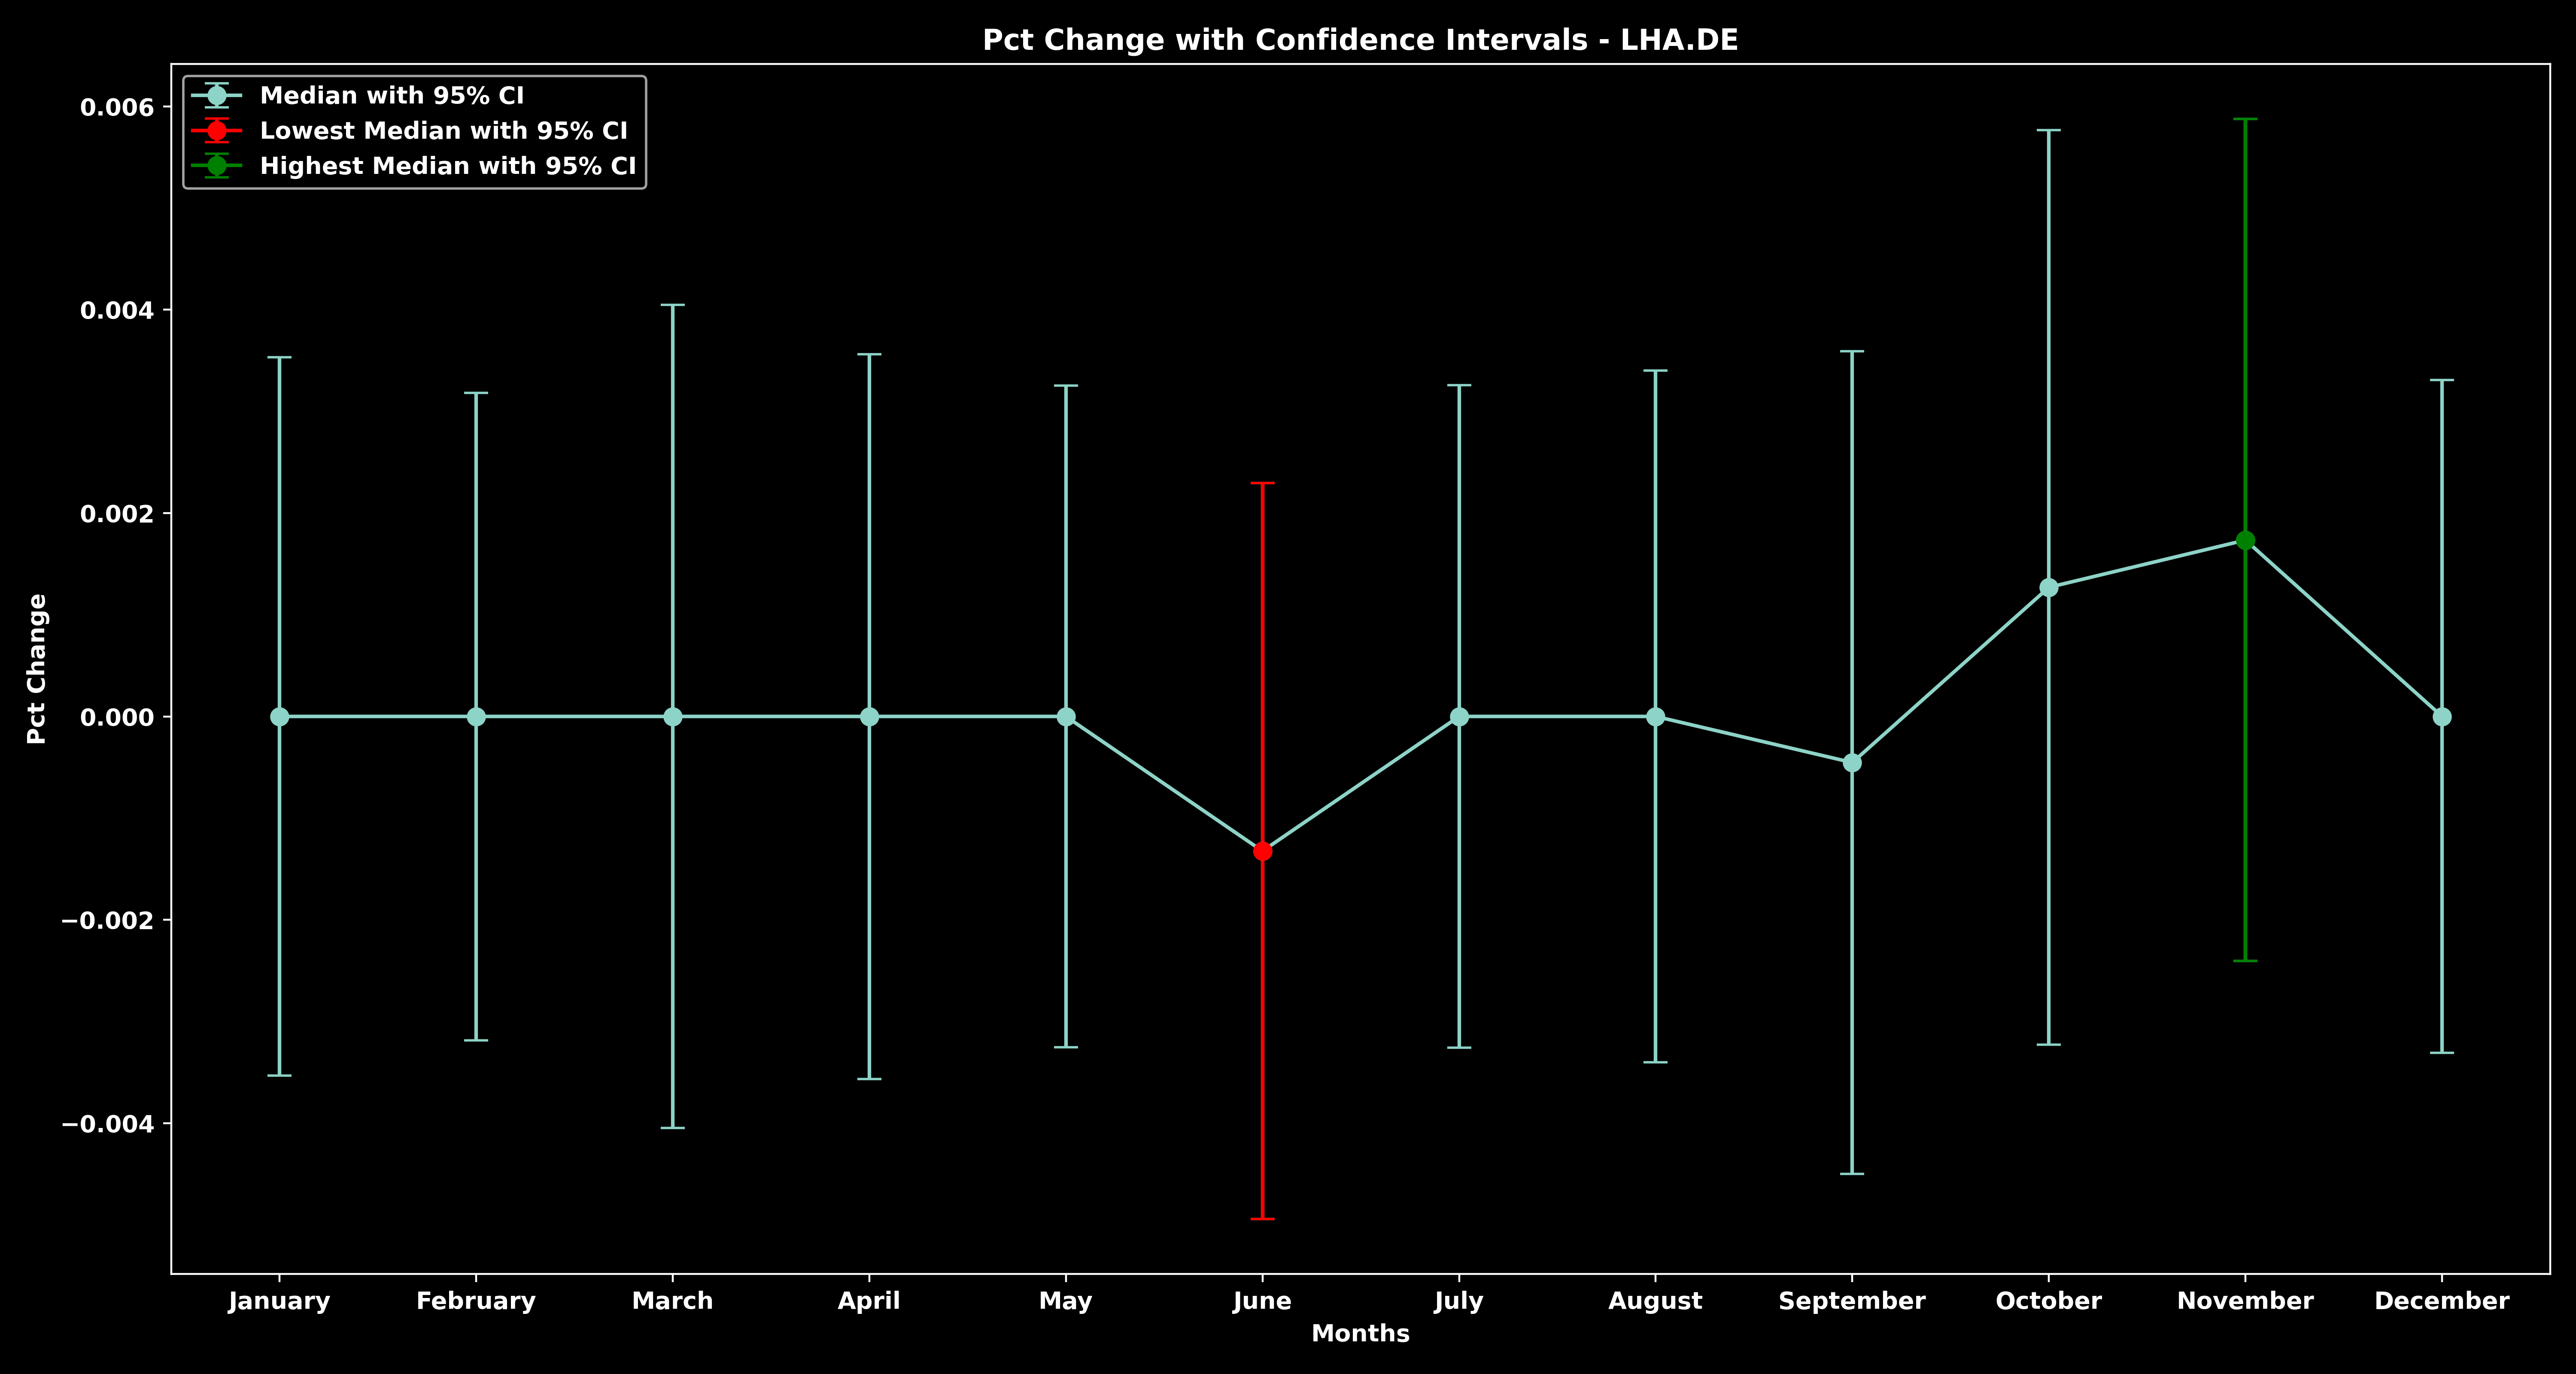 Pct Change with Confidence Intervals - LHA.DE
Median with 95% CI
Lowest Median with 95% CI
Highest Median with 95% CI
0.006
0.004
0.002
0.000
−0.002
−0.004
Pct Change
January February March April May June July August September October November December
Months